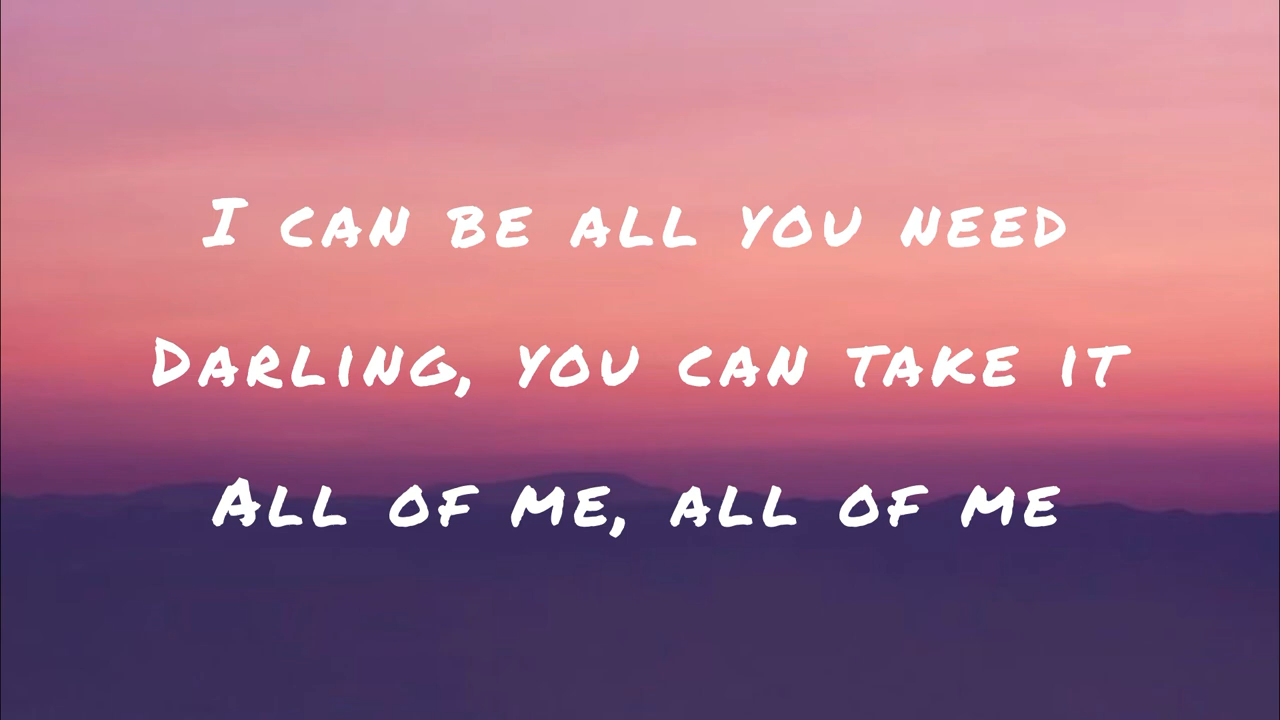 I can be all you need
Darling, you can take it
All of me, all of me